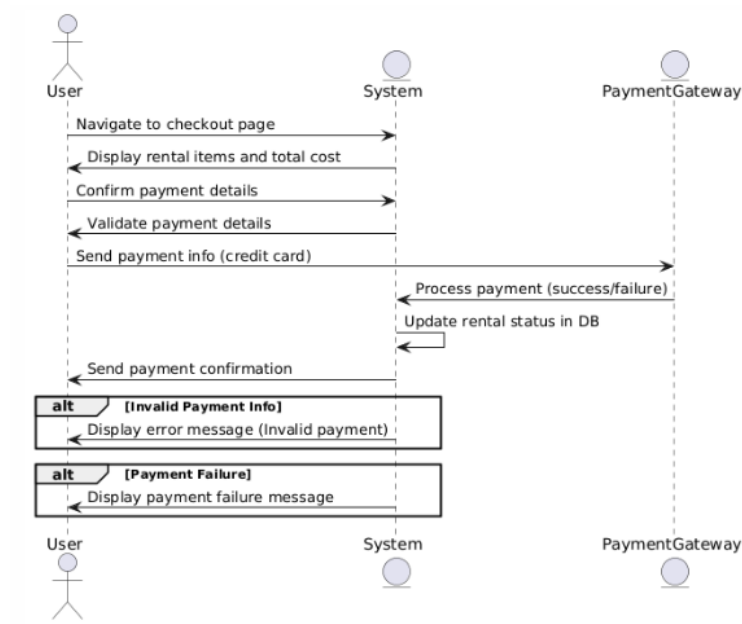 User
System
PaymentGateway
Navigate to checkout page
Display rental items and total cost
Confirm payment details
Validate payment details
Send payment info (credit card)
Process payment (success/failure)
Update rental status in DB
Send payment confirmation
alt [Invalid Payment Info]
Display error message (Invalid payment)
alt [Payment Failure]
Display payment failure message
User
System
PaymentGateway